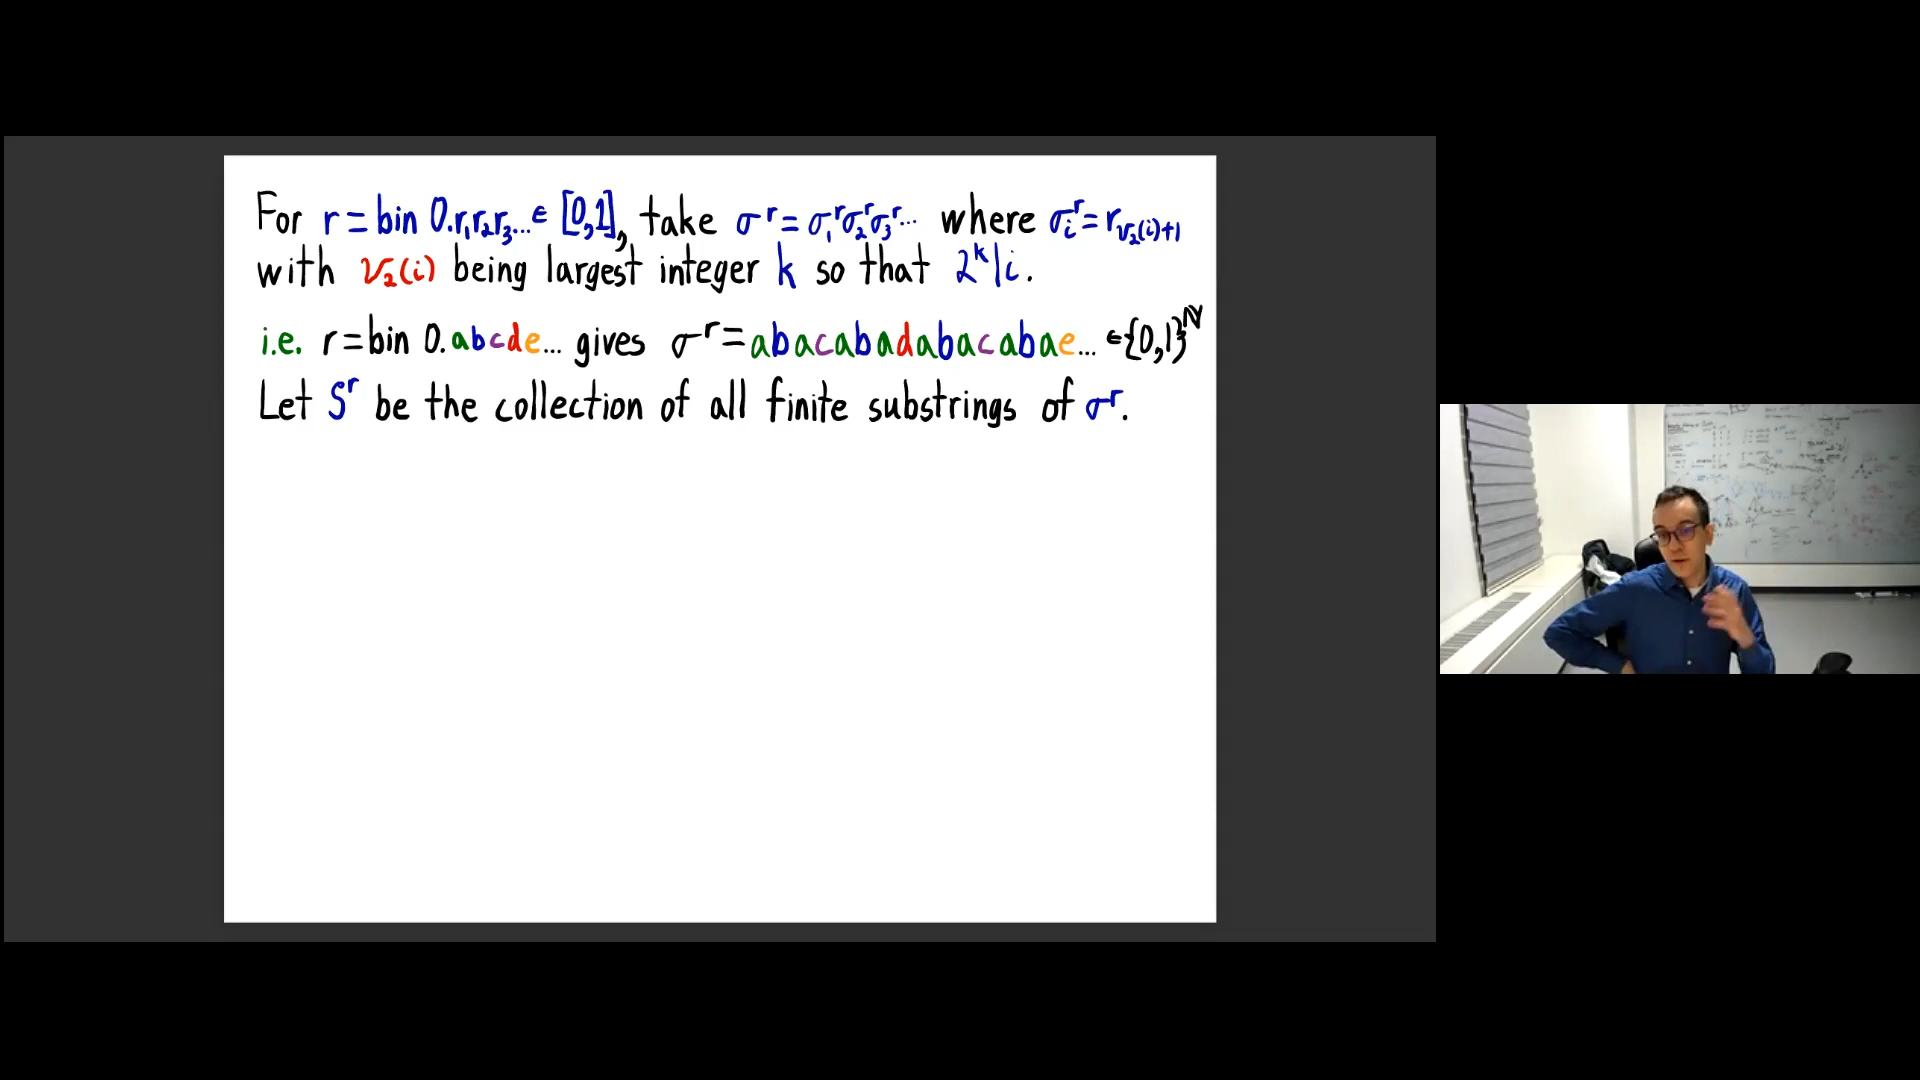 For r = bin 0.r₁r₂r₃... ∈ [0,1], take σʳ = σ₁ʳσ₂ʳσ₃ʳ... where σᵢʳ = r_{v₂(i)+1}
with v₂(i) being largest integer k so that 2ᵏ|i.
i.e. r = bin 0.abcde... gives σʳ = abacabadabacabae... ∈ {0,1}^ℕ
Let Sʳ be the collection of all finite substrings of σʳ.